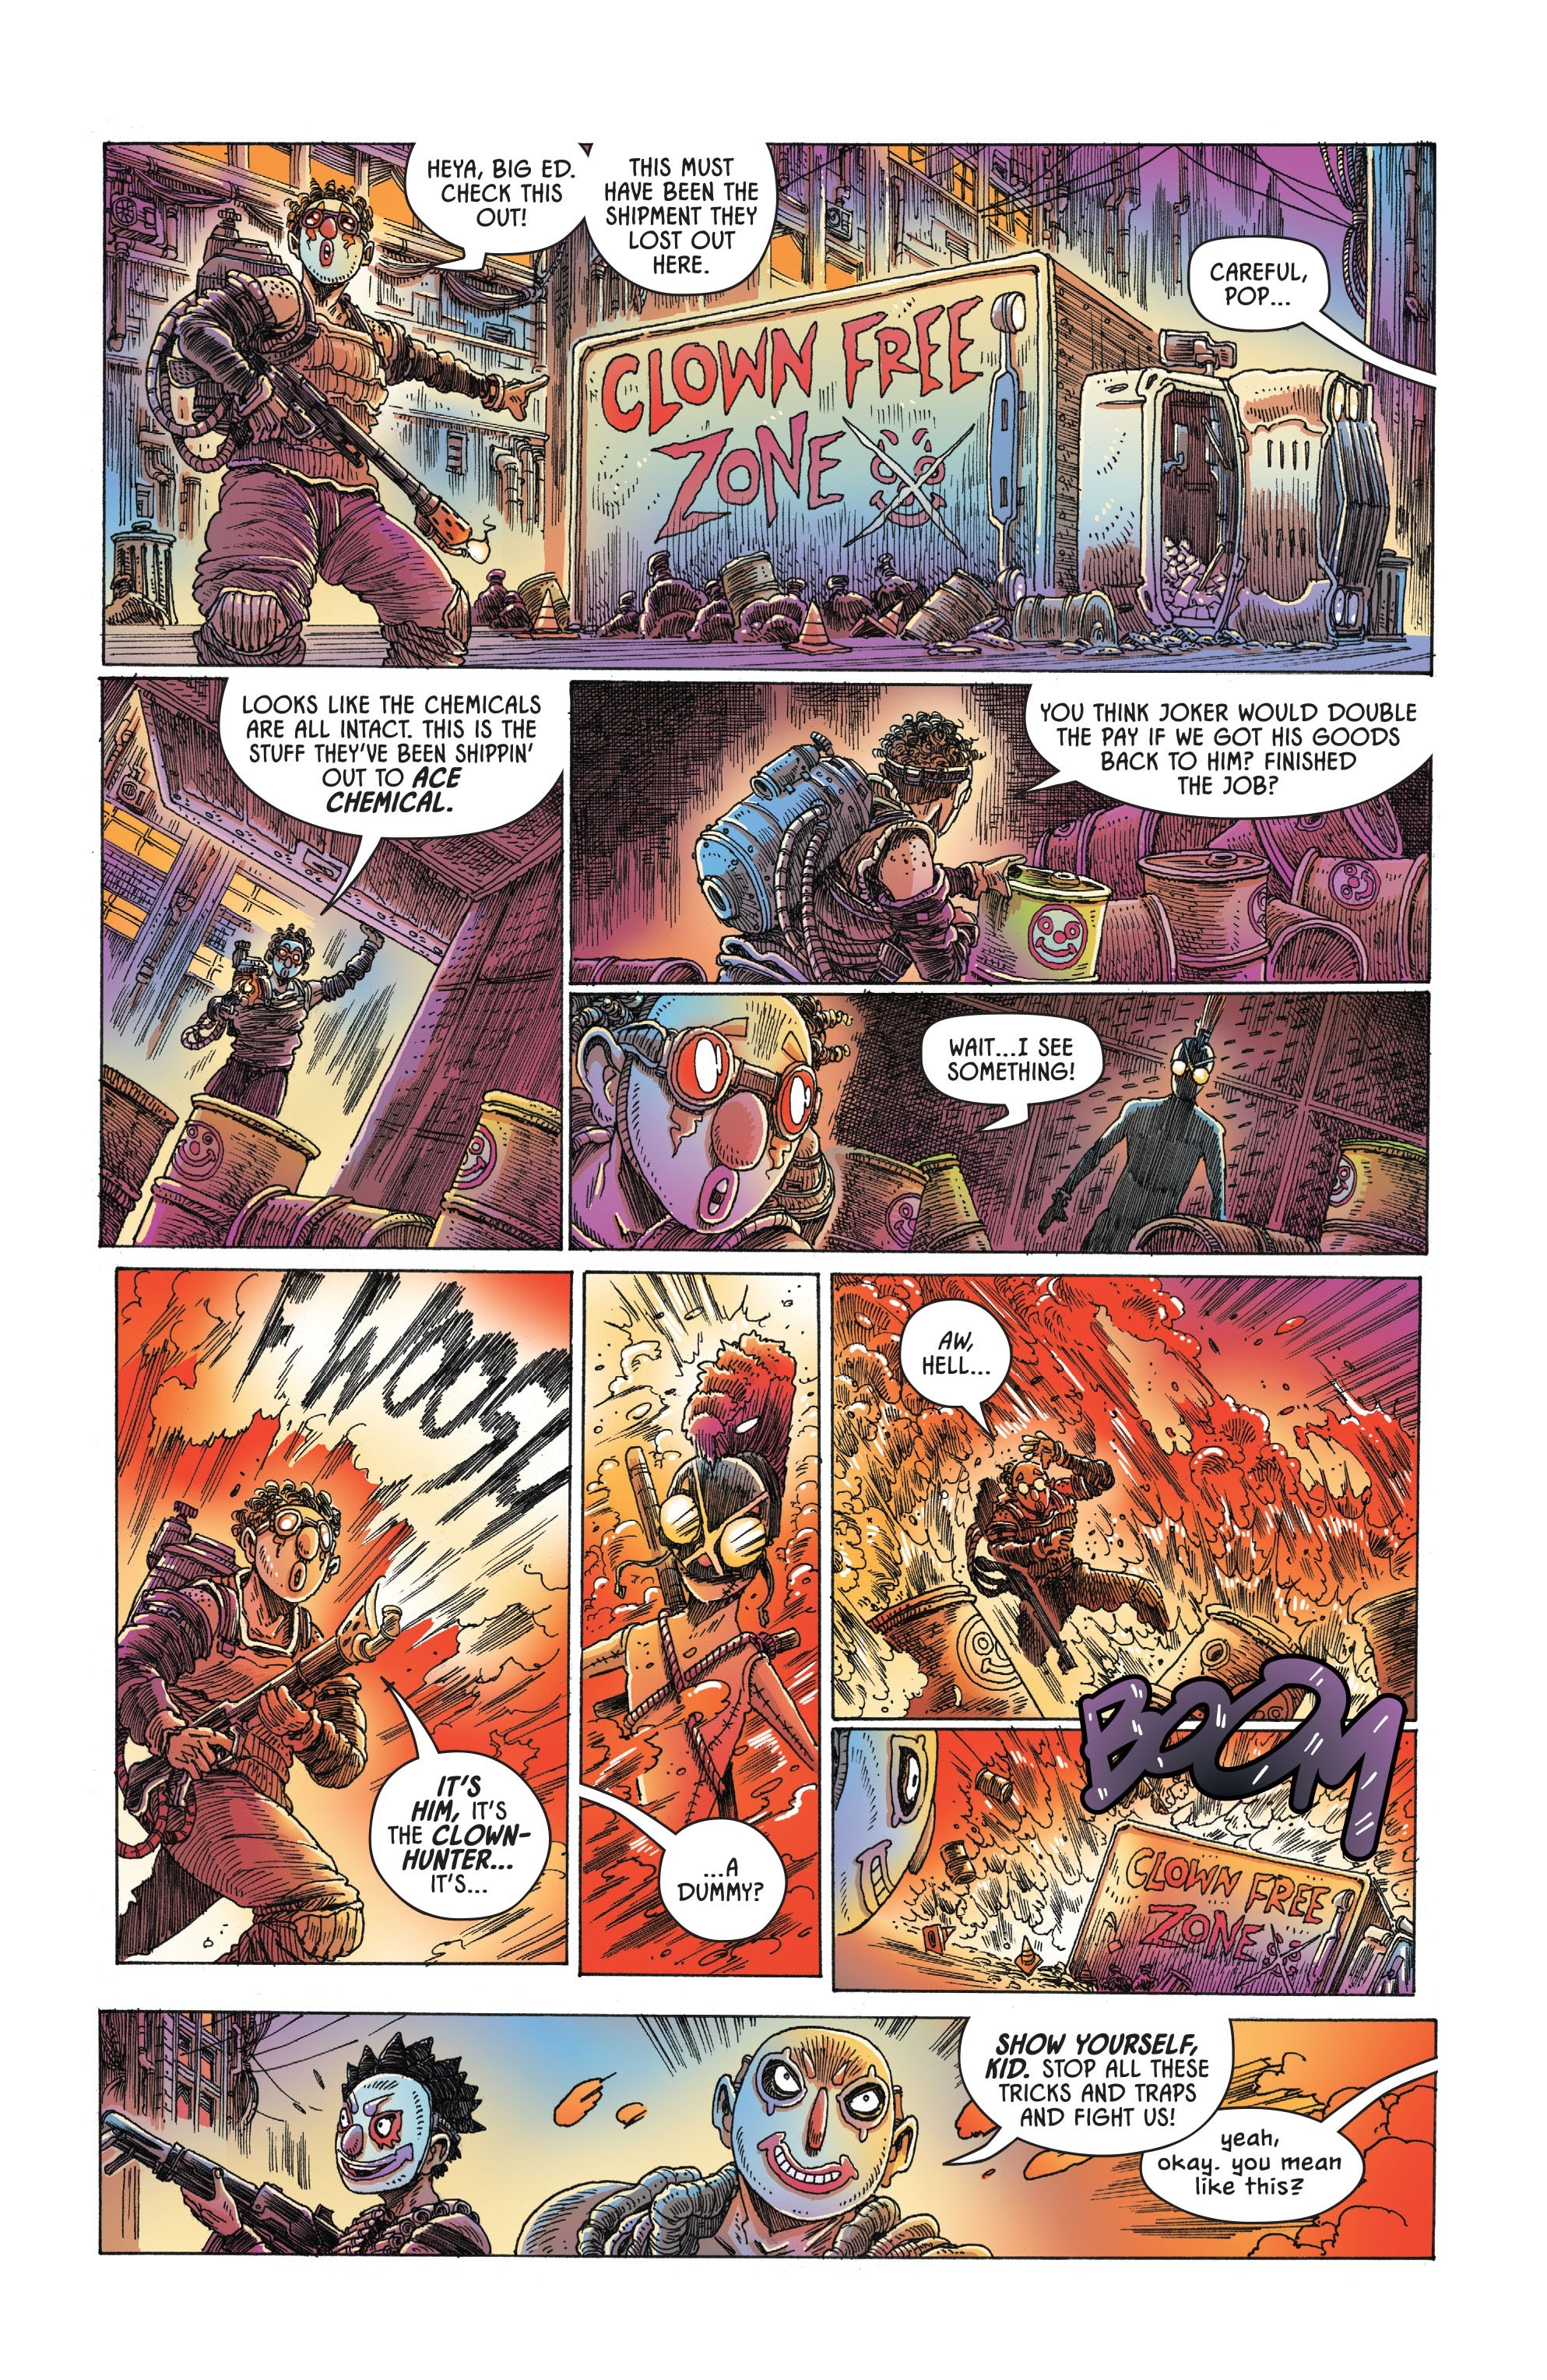 HEYA, BIG ED.
CHECK THIS
OUT!
THIS MUST
HAVE BEEN THE
SHIPMENT THEY
LOST OUT
HERE.
CAREFUL,
POP...
CLOWN FREE
ZONE
LOOKS LIKE THE CHEMICALS
ARE ALL INTACT. THIS IS THE
STUFF THEY'VE BEEN SHIPPIN'
OUT TO ACE
CHEMICAL.
YOU THINK JOKER WOULD DOUBLE
THE PAY IF WE GOT HIS GOODS
BACK TO HIM? FINISHED
THE JOB?
WAIT...I SEE
SOMETHING!
FWOOSH
IT'S
HIM, IT'S
THE CLOWN-
HUNTER...
IT'S...
...A
DUMMY?
AW,
HELL...
BOOM
CLOWN FREE
ZONE
SHOW YOURSELF,
KID. STOP ALL THESE
TRICKS AND TRAPS
AND FIGHT US!
yeah,
okay. you mean
like this?